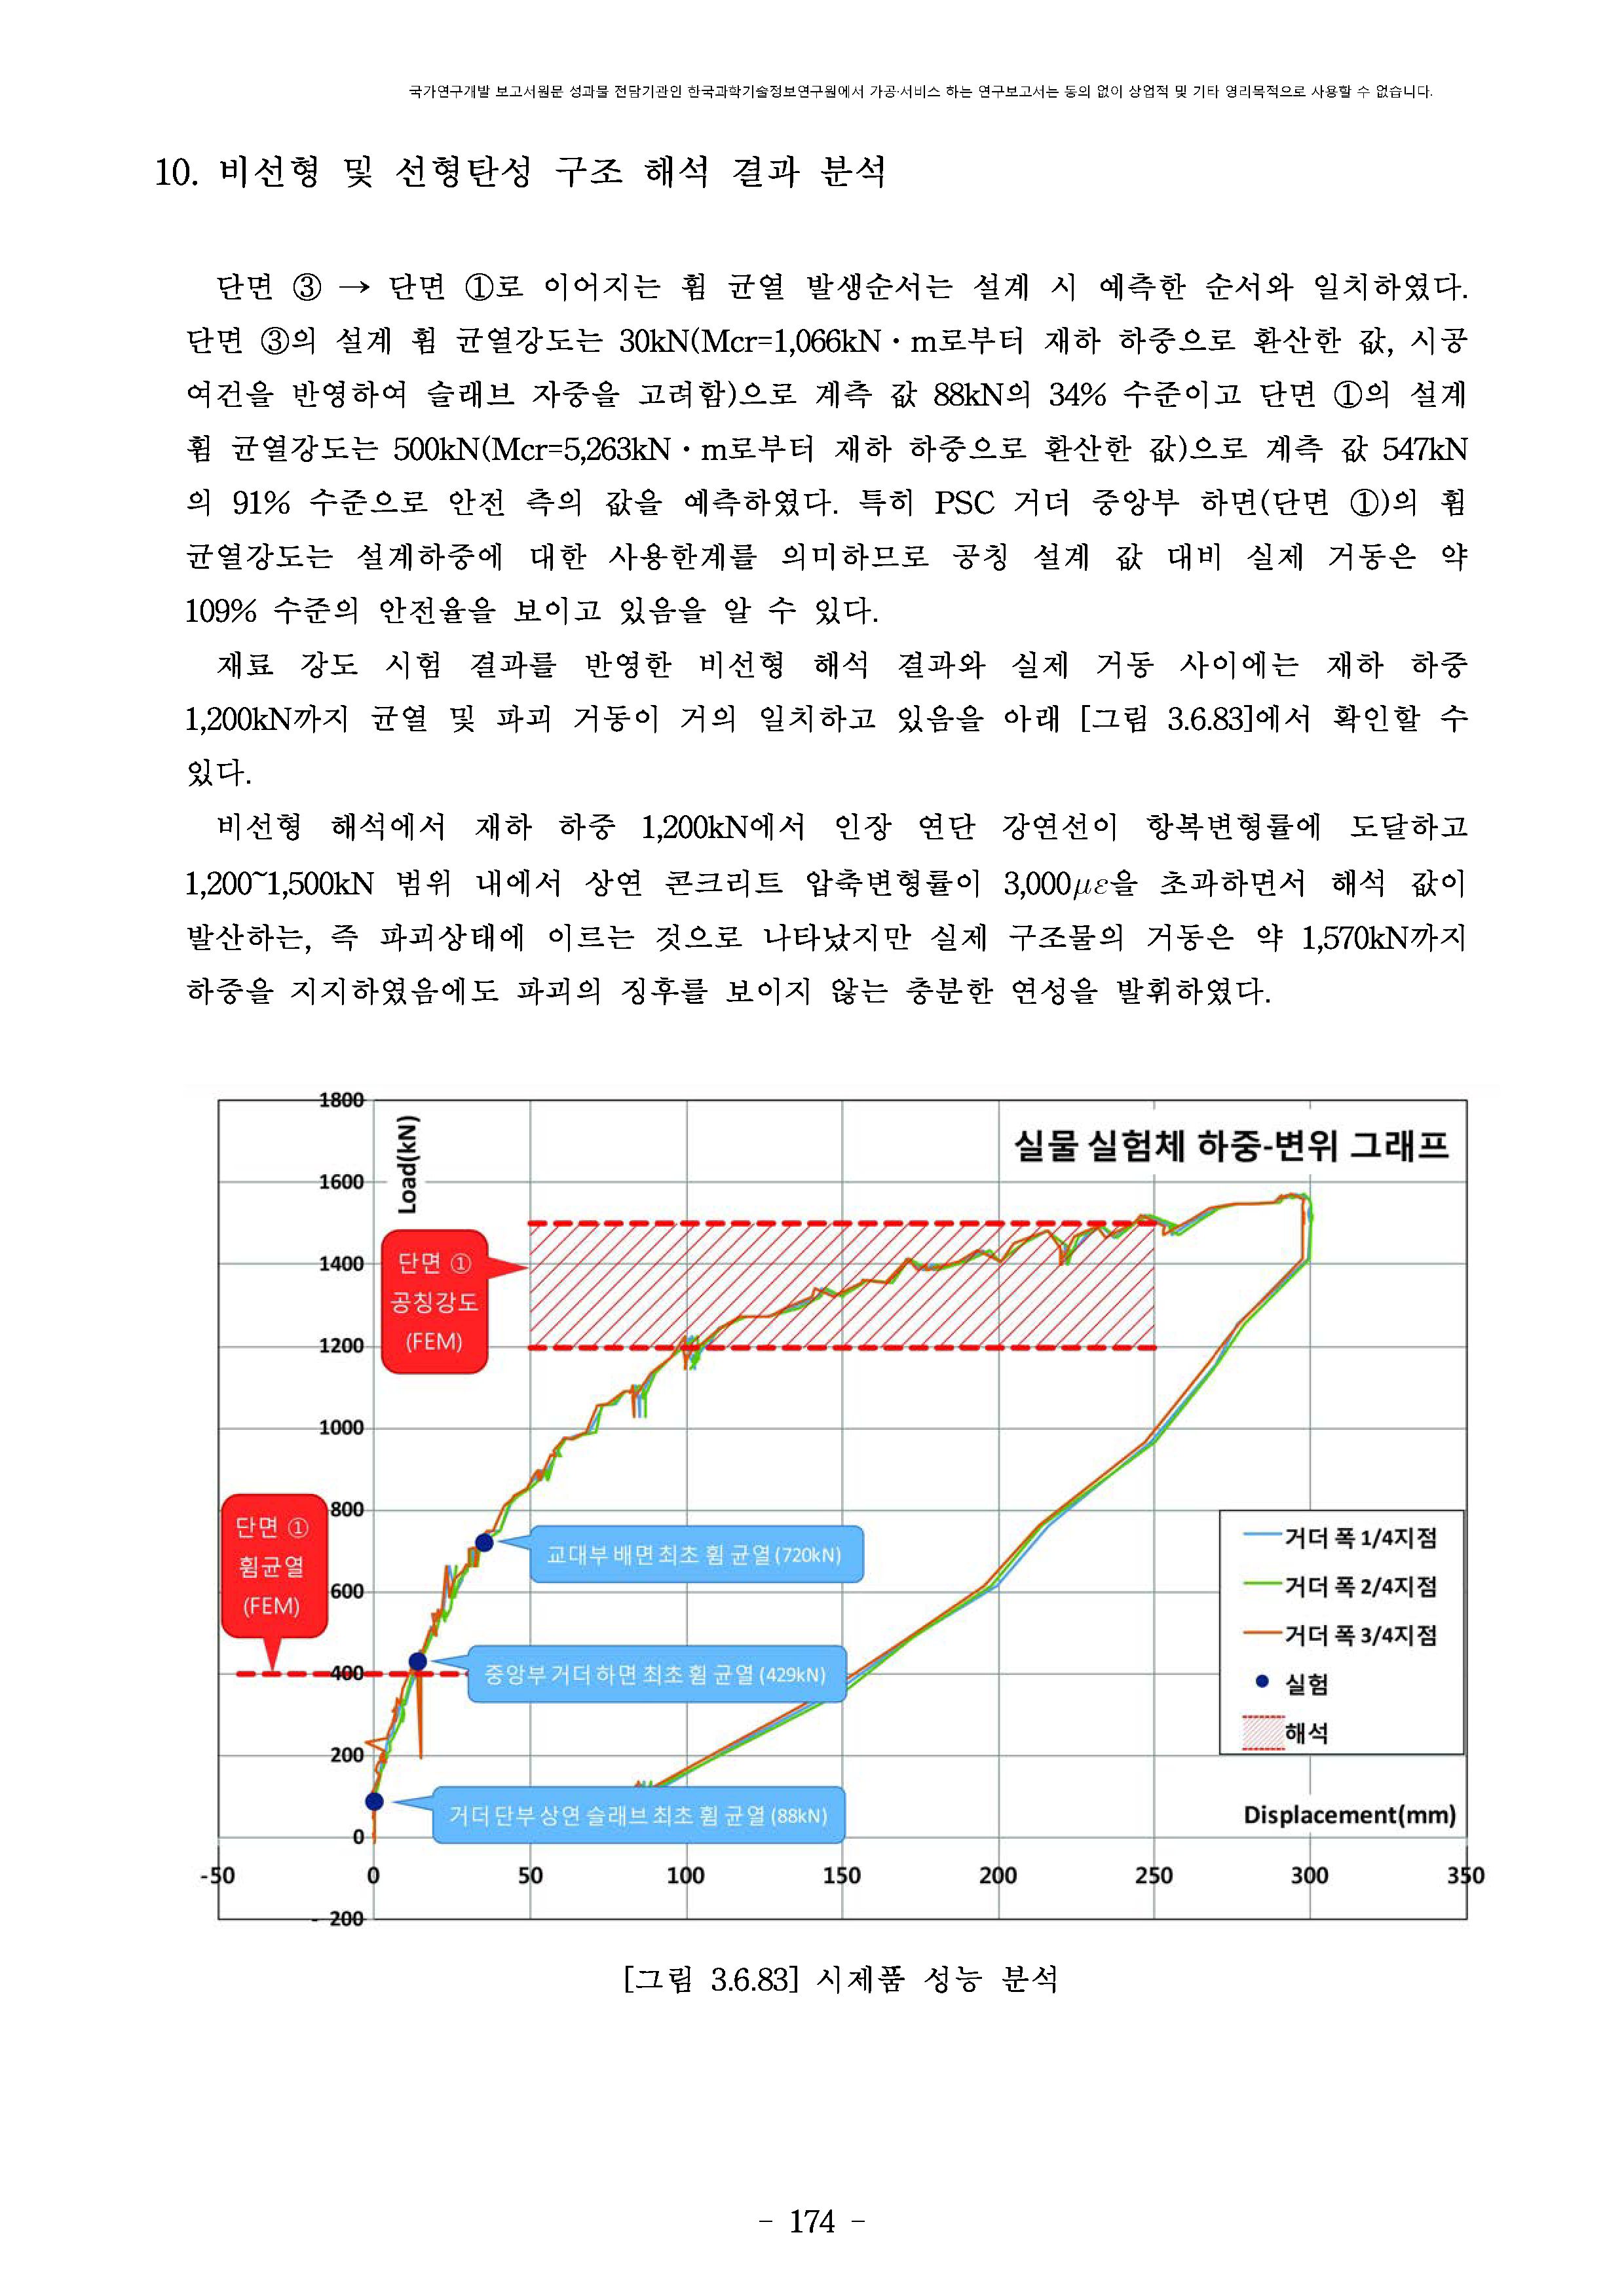 국가연구개발 보고서원문 성과물 전담기관인 한국과학기술정보연구원에서 가공·서비스 하는 연구보고서는 동의 없이 상업적 및 기타 영리목적으로 사용할 수 없습니다.
10. 비선형 및 선형탄성 구조 해석 결과 분석
단면 ③ → 단면 ①로 이어지는 휨 균열 발생순서는 설계 시 예측한 순서와 일치하였다.
단면 ③의 설계 휨 균열강도는 30kN(Mcr=1,066kN·m로부터 재하 하중으로 환산한 값, 시공
여건을 반영하여 슬래브 자중을 고려함)으로 계측 값 88kN의 34% 수준이고 단면 ①의 설계
휨 균열강도는 500kN(Mcr=5,263kN·m로부터 재하 하중으로 환산한 값)으로 계측 값 547kN
의 91% 수준으로 안전 측의 값을 예측하였다. 특히 PSC 거더 중앙부 하면(단면 ①)의 휨
균열강도는 설계하중에 대한 사용한계를 의미하므로 공칭 설계 값 대비 실제 거동은 약
109% 수준의 안전율을 보이고 있음을 알 수 있다.
재료 강도 시험 결과를 반영한 비선형 해석 결과와 실제 거동 사이에는 재하 하중
1,200kN까지 균열 및 파괴 거동이 거의 일치하고 있음을 아래 [그림 3.6.83]에서 확인할 수
있다.
비선형 해석에서 재하 하중 1,200kN에서 인장 연단 강연선이 항복변형률에 도달하고
1,200~1,500kN 범위 내에서 상연 콘크리트 압축변형률이 3,000με을 초과하면서 해석 값이
발산하는, 즉 파괴상태에 이르는 것으로 나타났지만 실제 구조물의 거동은 약 1,570kN까지
하중을 지지하였음에도 파괴의 징후를 보이지 않는 충분한 연성을 발휘하였다.
실물 실험체 하중-변위 그래프
Load(kN)
1800
1600
1400
1200
1000
800
600
400
200
0
- 200
단면 ①
공칭강도
(FEM)
단면 ①
휨균열
(FEM)
교대부 배면 최초 휨 균열 (720kN)
중앙부 거더 하면 최초 휨 균열 (429kN)
거더 단부 상연 슬래브 최초 휨 균열 (88kN)
거더 폭 1/4지점
거더 폭 2/4지점
거더 폭 3/4지점
실험
해석
Displacement(mm)
-50 0 50 100 150 200 250 300 350
[그림 3.6.83] 시제품 성능 분석
- 174 -